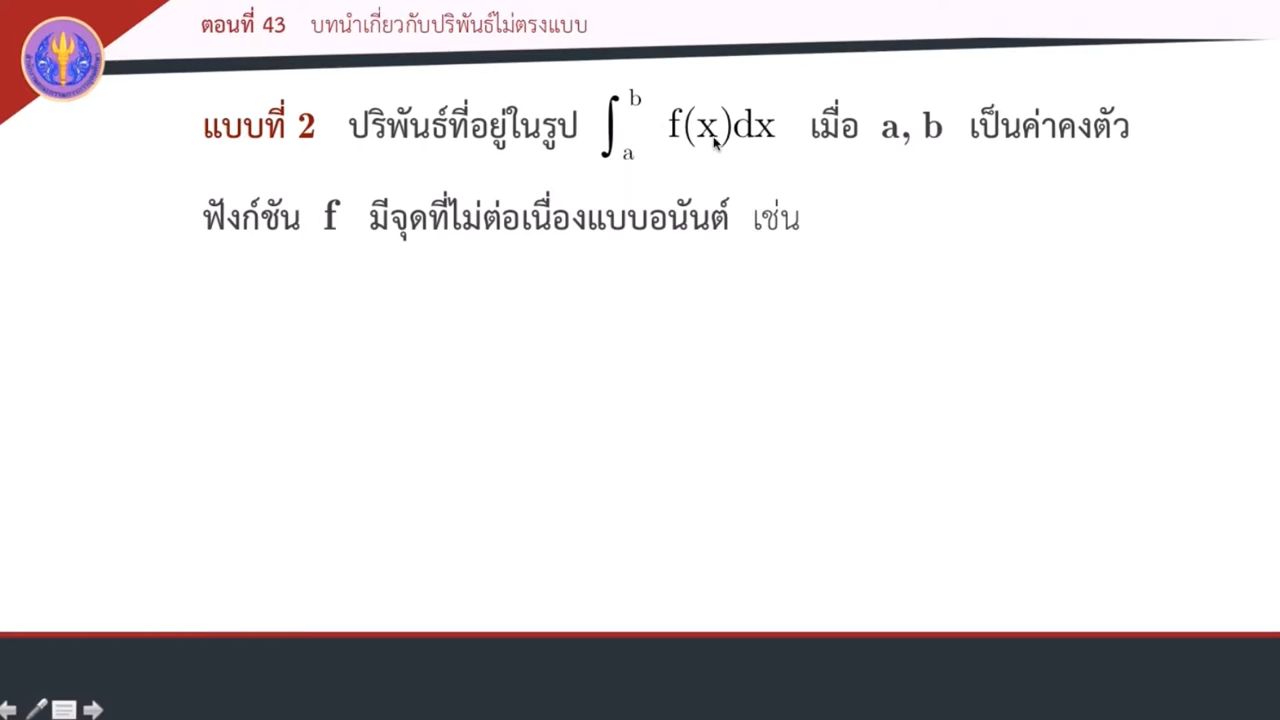 ตอนที่ 43 บทนำเกี่ยวกับปริพันธ์ไม่ตรงแบบ
แบบที่ 2 ปริพันธ์ที่อยู่ในรูป ∫_a^b f(x)dx เมื่อ a, b เป็นค่าคงตัว
ฟังก์ชัน f มีจุดที่ไม่ต่อเนื่องแบบอนันต์ เช่น